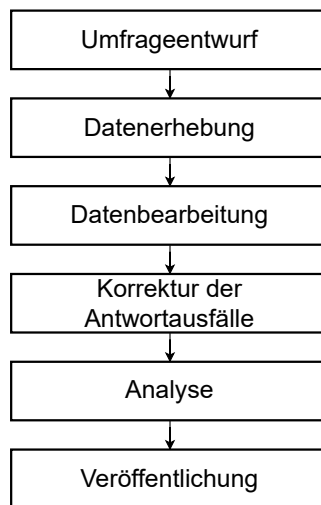 Umfrageentwurf
Datenerhebung
Datenbearbeitung
Korrektur der
Antwortausfälle
Analyse
Veröffentlichung